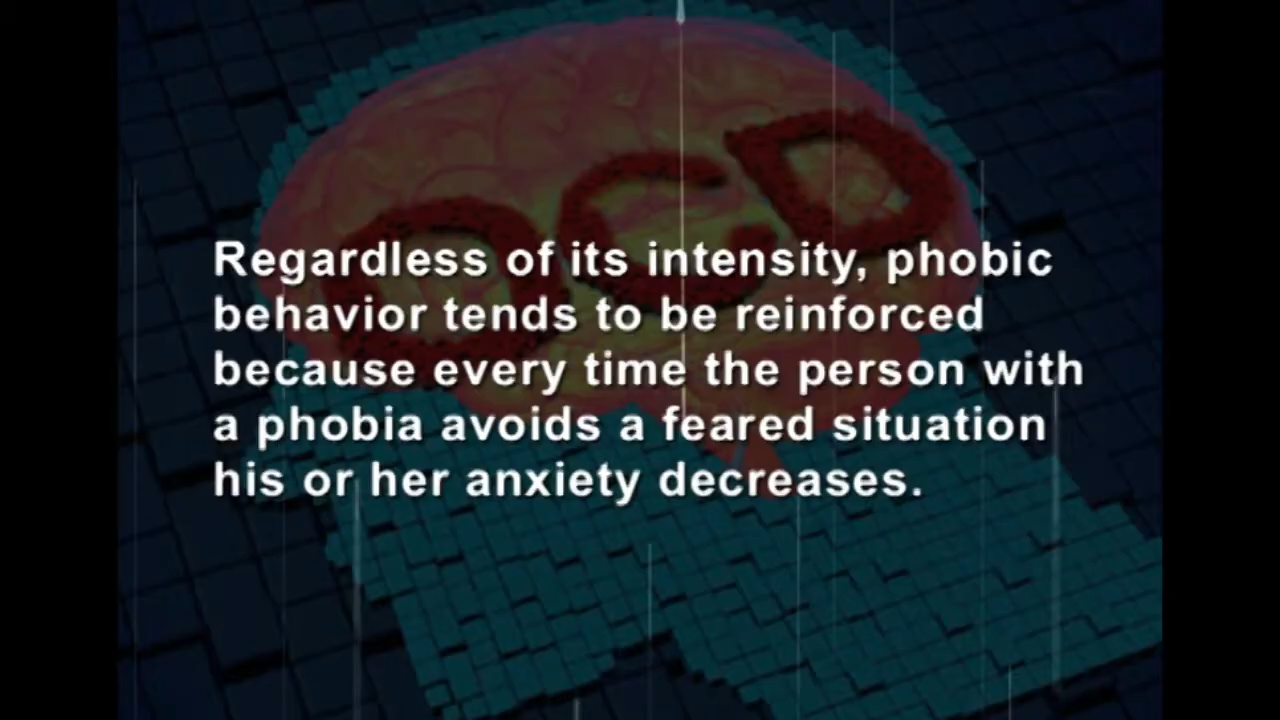 OCD
Regardless of its intensity, phobic
behavior tends to be reinforced
because every time the person with
a phobia avoids a feared situation
his or her anxiety decreases.